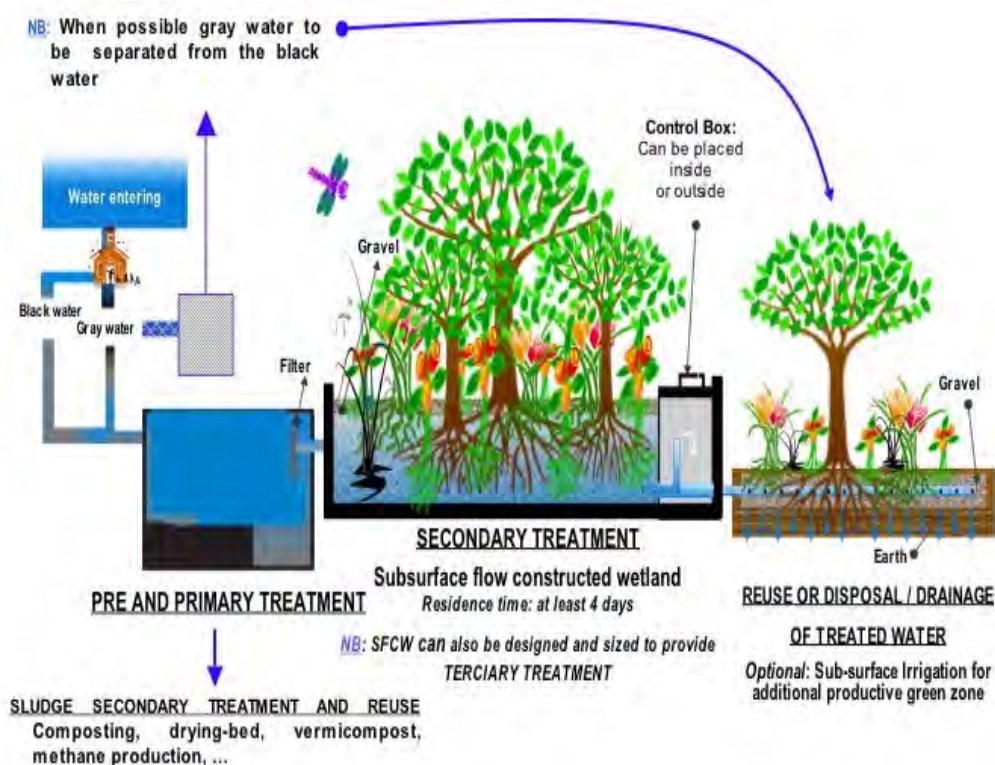 NB: When possible gray water to
be separated from the black
water
Control Box:
Can be placed
inside
or outside
Water entering
Gravel
Black water
Gray water
Filter
Gravel
Earth
SECONDARY TREATMENT
Subsurface flow constructed wetland
Residence time: at least 4 days
NB: SFCW can also be designed and sized to provide
TERCIARY TREATMENT
PRE AND PRIMARY TREATMENT
REUSE OR DISPOSAL / DRAINAGE
OF TREATED WATER
Optional: Sub-surface Irrigation for
additional productive green zone
SLUDGE SECONDARY TREATMENT AND REUSE
Composting, drying-bed, vermicompost,
methane production, ...